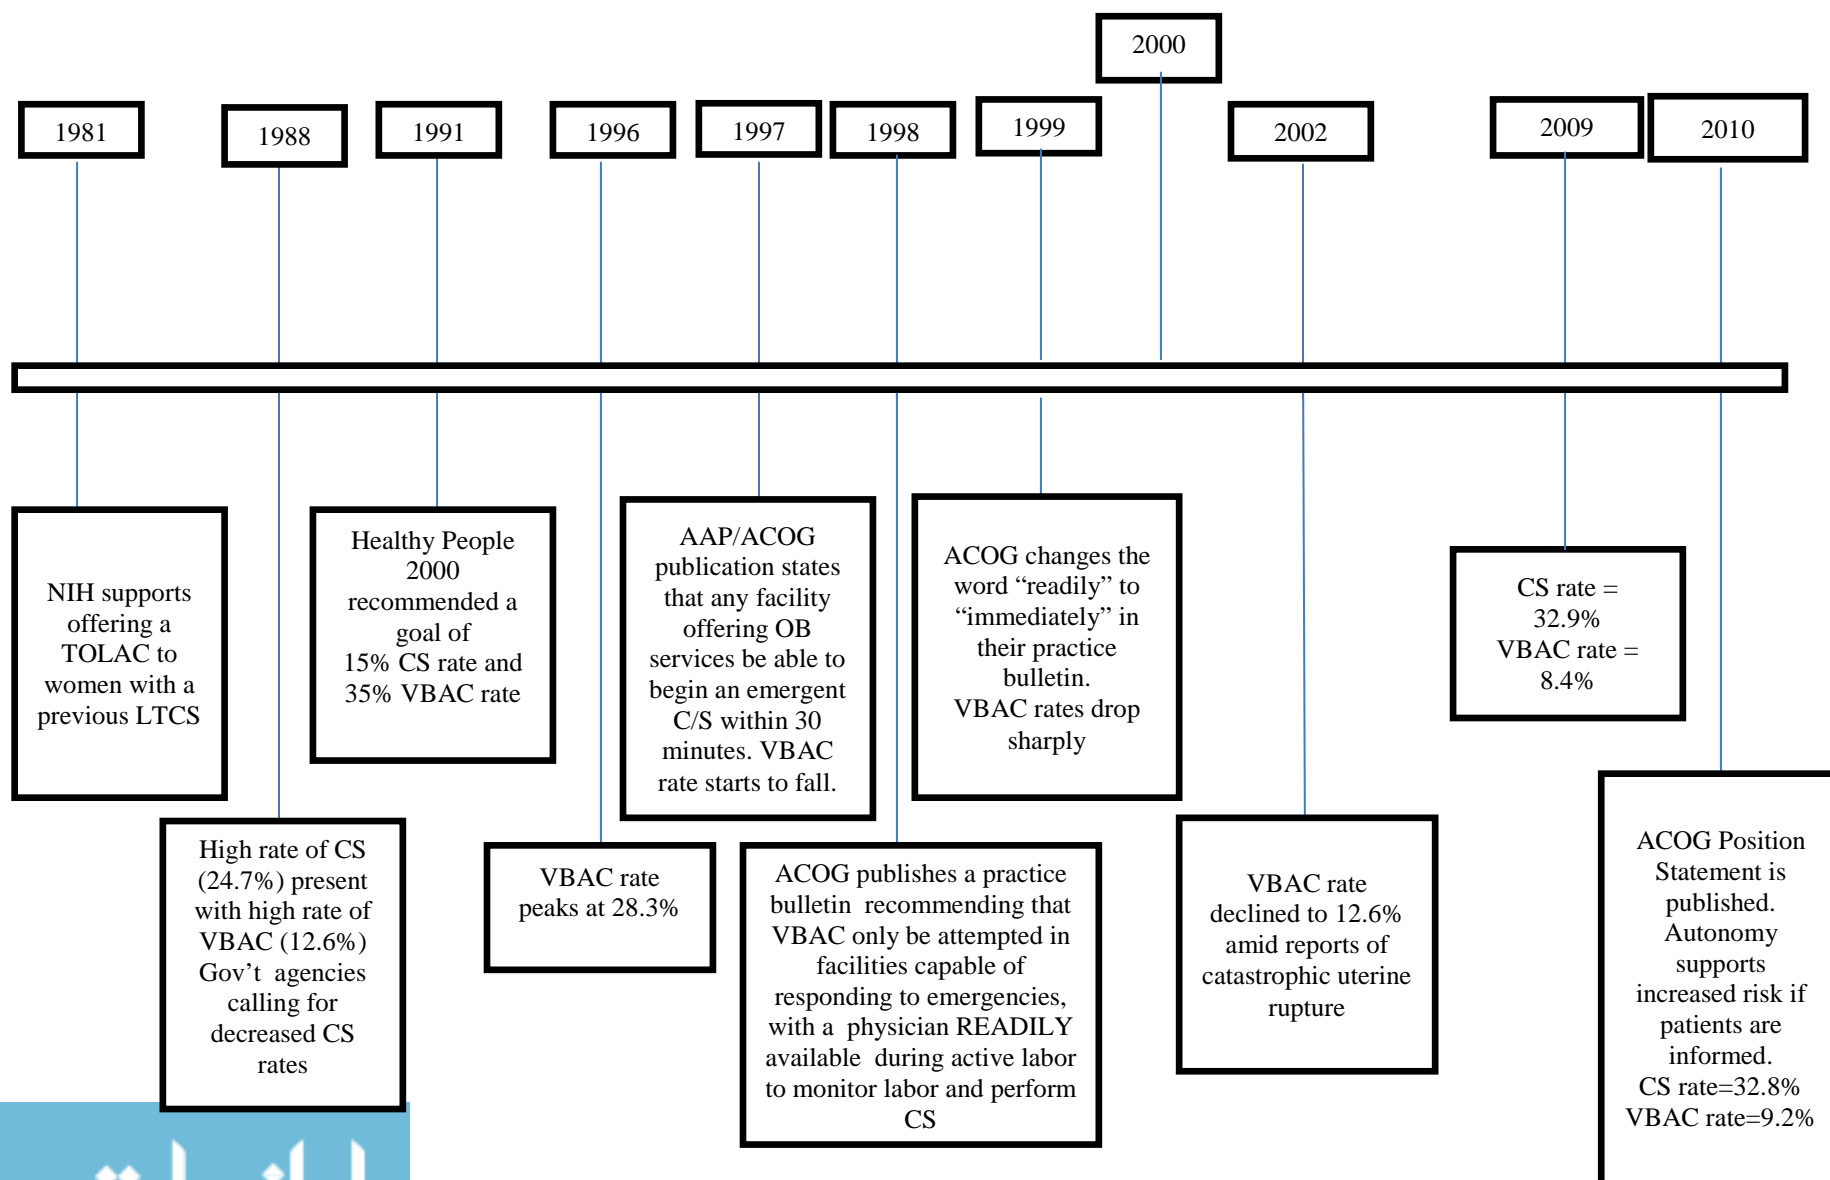 2000
1981
1988
1991
1996
1997
1998
1999
2002
2009
2010
NIH supports
offering a
TOLAC to
women with a
previous LTCS
High rate of CS
(24.7%) present
with high rate of
VBAC (12.6%)
Gov’t agencies
calling for
decreased CS
rates
Healthy People
2000
recommended a
goal of
15% CS rate and
35% VBAC rate
VBAC rate
peaks at 28.3%
AAP/ACOG
publication states
that any facility
offering OB
services be able to
begin an emergent
C/S within 30
minutes. VBAC
rate starts to fall.
ACOG publishes a practice
bulletin recommending that
VBAC only be attempted in
facilities capable of
responding to emergencies,
with a physician READILY
available during active labor
to monitor labor and perform
CS
ACOG changes the
word “readily” to
“immediately” in
their practice
bulletin.
VBAC rates drop
sharply
VBAC rate
declined to 12.6%
amid reports of
catastrophic uterine
rupture
CS rate =
32.9%
VBAC rate =
8.4%
ACOG Position
Statement is
published.
Autonomy
supports
increased risk if
patients are
informed.
CS rate=32.8%
VBAC rate=9.2%